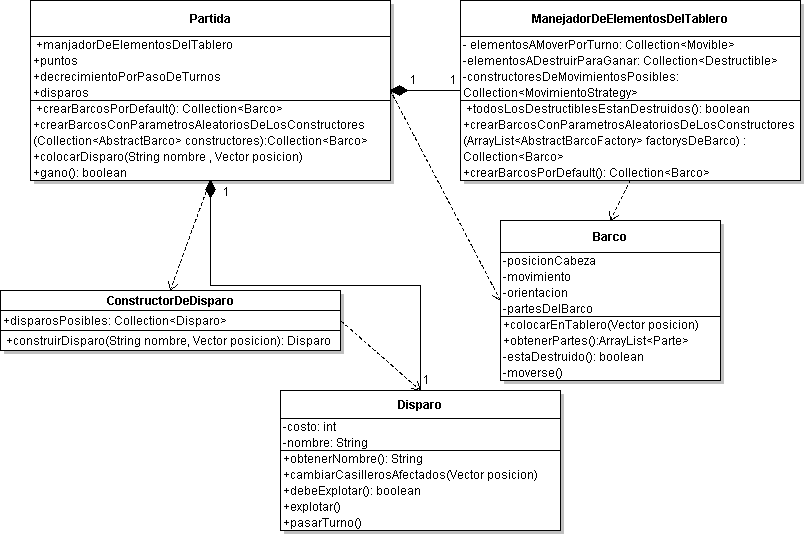 Partida
+manjadorDeElementosDelTablero
+puntos
+decrecimientoPorPasoDeTurnos
+disparos
+crearBarcosPorDefault(): Collection<Barco>
+crearBarcosConParametrosAleatoriosDeLosConstructores
(Collection<AbstractBarco> constructores):Collection<Barco>
+colocarDisparo(String nombre , Vector posicion)
+gano(): boolean
1
1
1
ManejadorDeElementosDelTablero
- elementosAMoverPorTurno: Collection<Movible>
-elementosADestruirParaGanar: Collection<Destructible>
-constructoresDeMovimientosPosibles:
Collection<MovimientoStrategy>
+todosLosDestructiblesEstanDestruidos(): boolean
+crearBarcosConParametrosAleatoriosDeLosConstructores
(ArrayList<AbstractBarcoFactory> factorysDeBarco) :
Collection<Barco>
+crearBarcosPorDefault(): Collection<Barco>
Barco
-posicionCabeza
-movimiento
-orientacion
-partesDelBarco
+colocarEnTablero(Vector posicion)
+obtenerPartes():ArrayList<Parte>
-estaDestruido(): boolean
-moverse()
ConstructorDeDisparo
+disparosPosibles: Collection<Disparo>
+construirDisparo(String nombre, Vector posicion): Disparo
1
Disparo
-costo: int
-nombre: String
+obtenerNombre(): String
+cambiarCasillerosAfectados(Vector posicion)
+debeExplotar(): boolean
+explotar()
+pasarTurno()